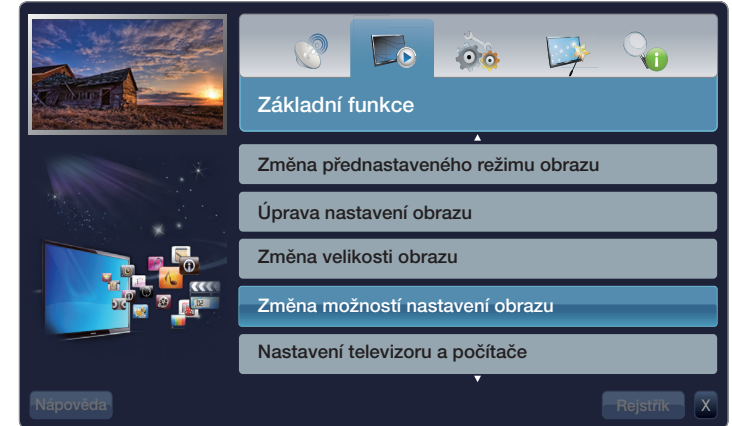 Základní funkce
Změna přednastaveného režimu obrazu
Úprava nastavení obrazu
Změna velikosti obrazu
Změna možností nastavení obrazu
Nastavení televizoru a počítače
Nápověda
Rejstřík
X